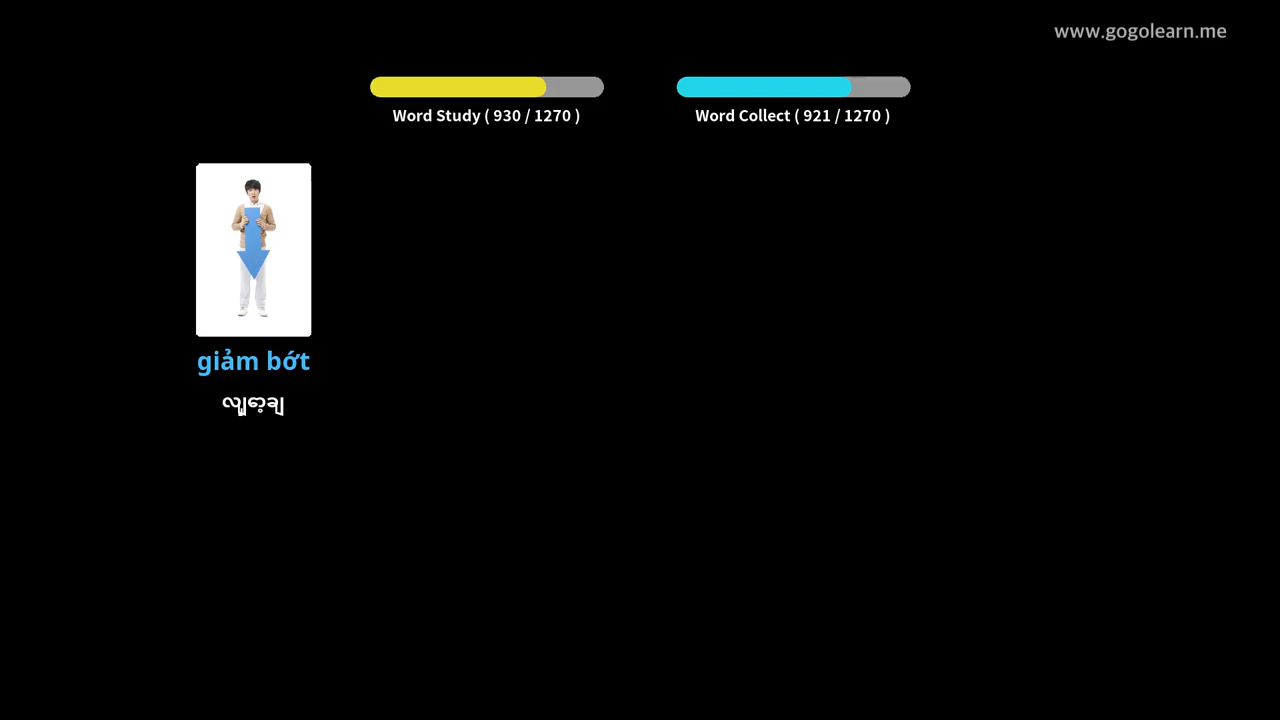 www.gogolearn.me
Word Study ( 930 / 1270 )
Word Collect ( 921 / 1270 )
giảm bớt
လျှော့ချ